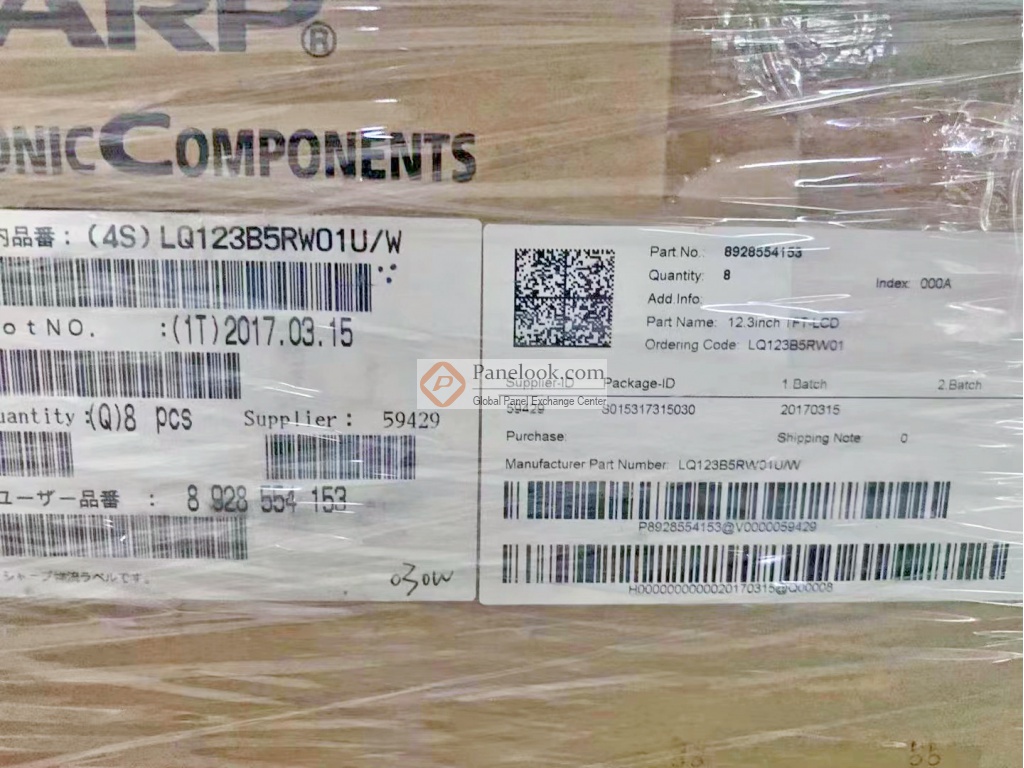 ARP®
ONIC COMPONENTS
内品番：(4S)LQ123B5RW01U/W
otNO. :(1T)2017.03.15
uantity:(Q)8 pcs Supplier： 59429
ユーザー品番 ： 8 928 554 153
シャープ物流ラベルです。
030W
Part No.: 8928554153
Quantity: 8
Index: 000A
Add.Info:
Part Name: 12.3inch TFT-LCD
Ordering Code: LQ123B5RW01
Panelook.com
Global Panel Exchange Center
Supplier-ID Package-ID 1.Batch 2.Batch
59429 S015317315030 20170315
Purchase: Shipping Note: 0
Manufacturer Part Number: LQ123B5RW01U/W
P8928554153@V0000059429
H0000000000020170315@Q00008